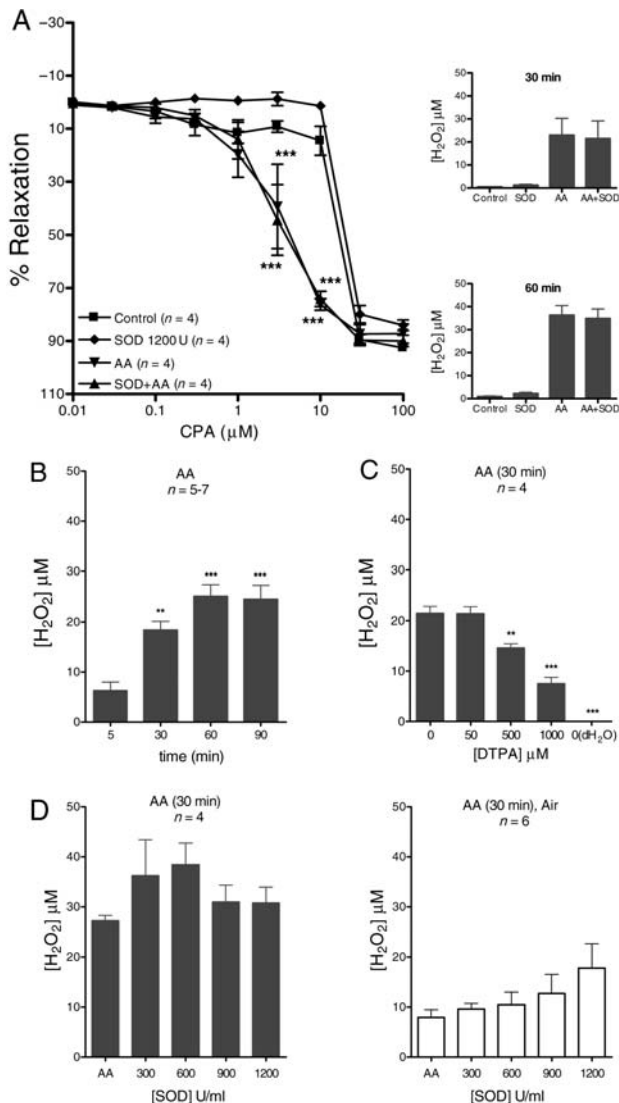 A
−30
−10
10
30
50
70
90
110
% Relaxation
***
***
***
***
Control (n = 4)
SOD 1200 U (n = 4)
AA (n = 4)
SOD+AA (n = 4)
0.01
0.1
1
10
100
CPA (μM)
30 min
[H₂O₂] μM
50
40
30
20
10
0
Control
SOD
AA
AA+SOD
60 min
[H₂O₂] μM
50
40
30
20
10
0
Control
SOD
AA
AA+SOD
B
AA
n = 5-7
[H₂O₂] μM
50
40
30
20
10
0
**
***
***
5
30
60
90
time (min)
C
AA (30 min)
n = 4
[H₂O₂] μM
50
40
30
20
10
0
**
***
***
0
50
500
1000
0(dH₂O)
[DTPA] μM
D
AA (30 min)
n = 4
[H₂O₂] μM
50
40
30
20
10
0
AA
300
600
900
1200
[SOD] U/ml
AA (30 min), Air
n = 6
[H₂O₂] μM
50
40
30
20
10
0
AA
300
600
900
1200
[SOD] U/ml